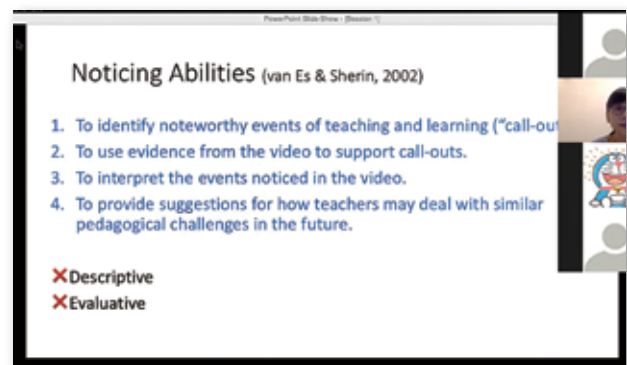 PowerPoint Slide Show - [Session 1]
Noticing Abilities (van Es & Sherin, 2002)
1. To identify noteworthy events of teaching and learning ("call-out
2. To use evidence from the video to support call-outs.
3. To interpret the events noticed in the video.
4. To provide suggestions for how teachers may deal with similar
pedagogical challenges in the future.
❌Descriptive
❌Evaluative